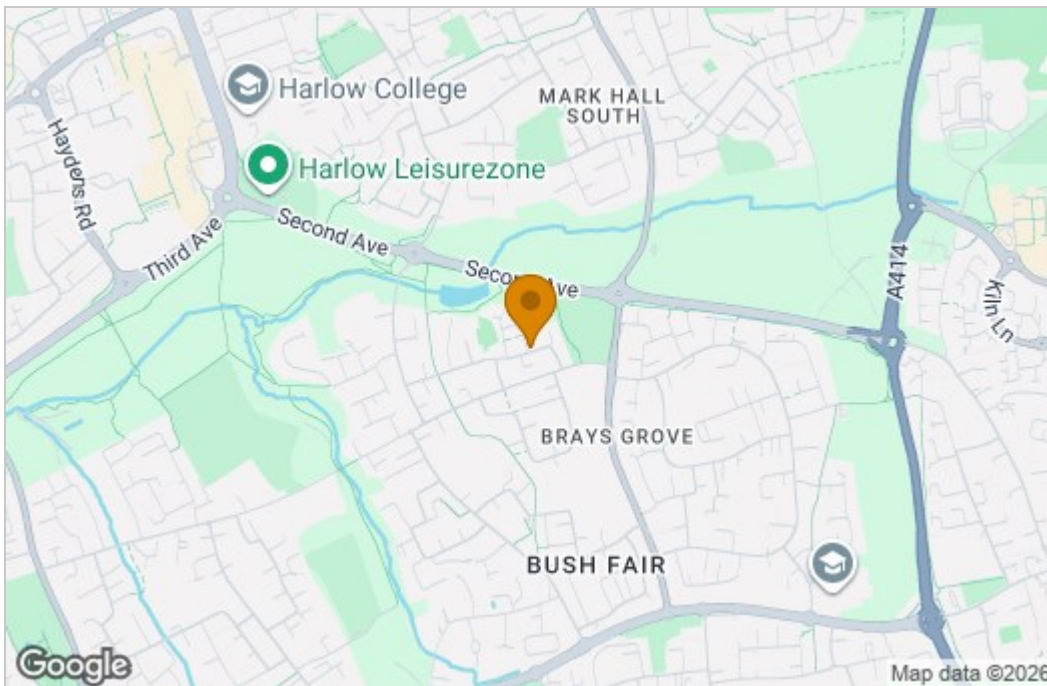 Harlow College
MARK HALL
SOUTH
Haydens Rd
Harlow Leisurezone
Second Ave
Third Ave
Second Ave
A414
Kiln Ln
BRAYS GROVE
BUSH FAIR
Google
Map data ©2026